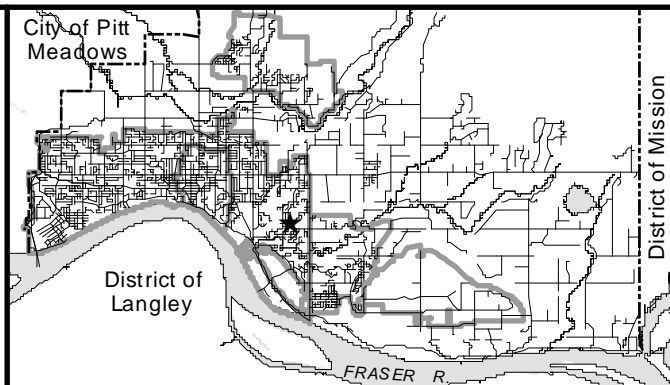 City of Pitt
Meadows
District of Mission
District of
Langley
FRASER R.